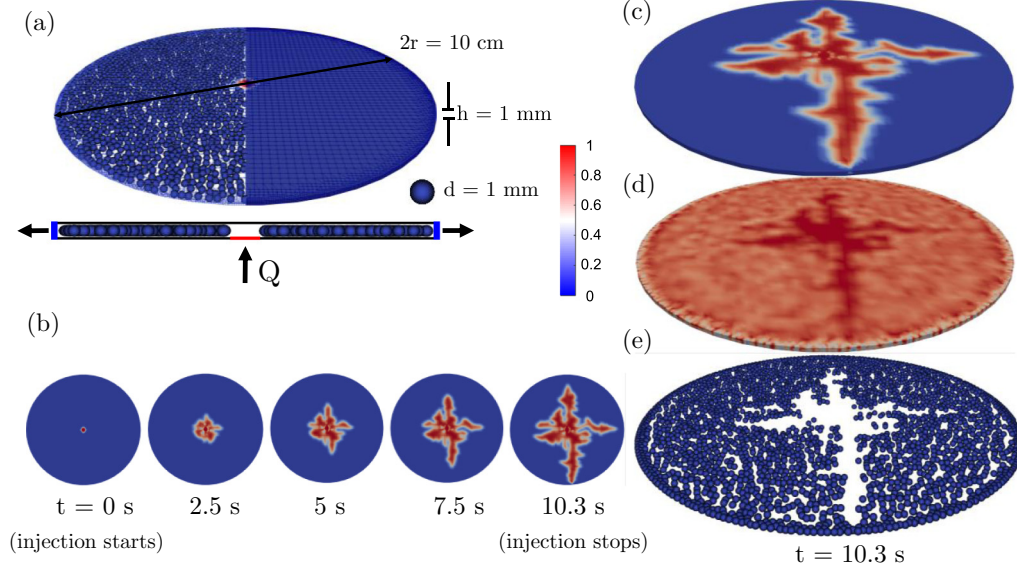 (a)
2r = 10 cm
h = 1 mm
d = 1 mm
Q
1
0.8
0.6
0.4
0.2
0
(b)
t = 0 s
2.5 s
5 s
7.5 s
10.3 s
(injection starts)
(injection stops)
(c)
(d)
(e)
t = 10.3 s